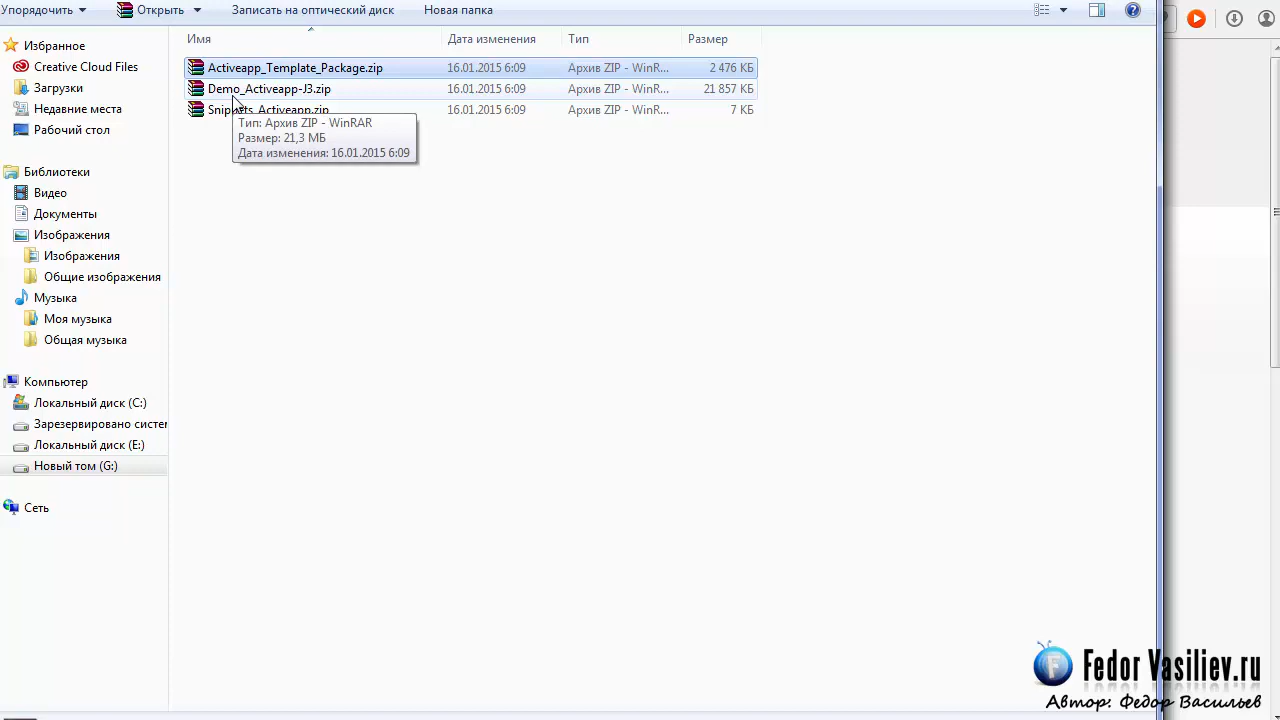 Упорядочить Открыть Записать на оптический диск Новая папка
Имя Дата изменения Тип Размер
Activeapp_Template_Package.zip 16.01.2015 6:09 Архив ZIP - WinR... 2 476 КБ
Demo_Activeapp-J3.zip 16.01.2015 6:09 Архив ZIP - WinR... 21 857 КБ
Snippets_Activeapp.zip 16.01.2015 6:09 Архив ZIP - WinR... 7 КБ
Тип: Архив ZIP - WinRAR
Размер: 21,3 МБ
Дата изменения: 16.01.2015 6:09
Избранное
Creative Cloud Files
Загрузки
Недавние места
Рабочий стол
Библиотеки
Видео
Документы
Изображения
Изображения
Общие изображения
Музыка
Моя музыка
Общая музыка
Компьютер
Локальный диск (C:)
Зарезервировано систем
Локальный диск (E:)
Новый том (G:)
Сеть
Fedor Vasiliev.ru
Автор: Федор Васильев